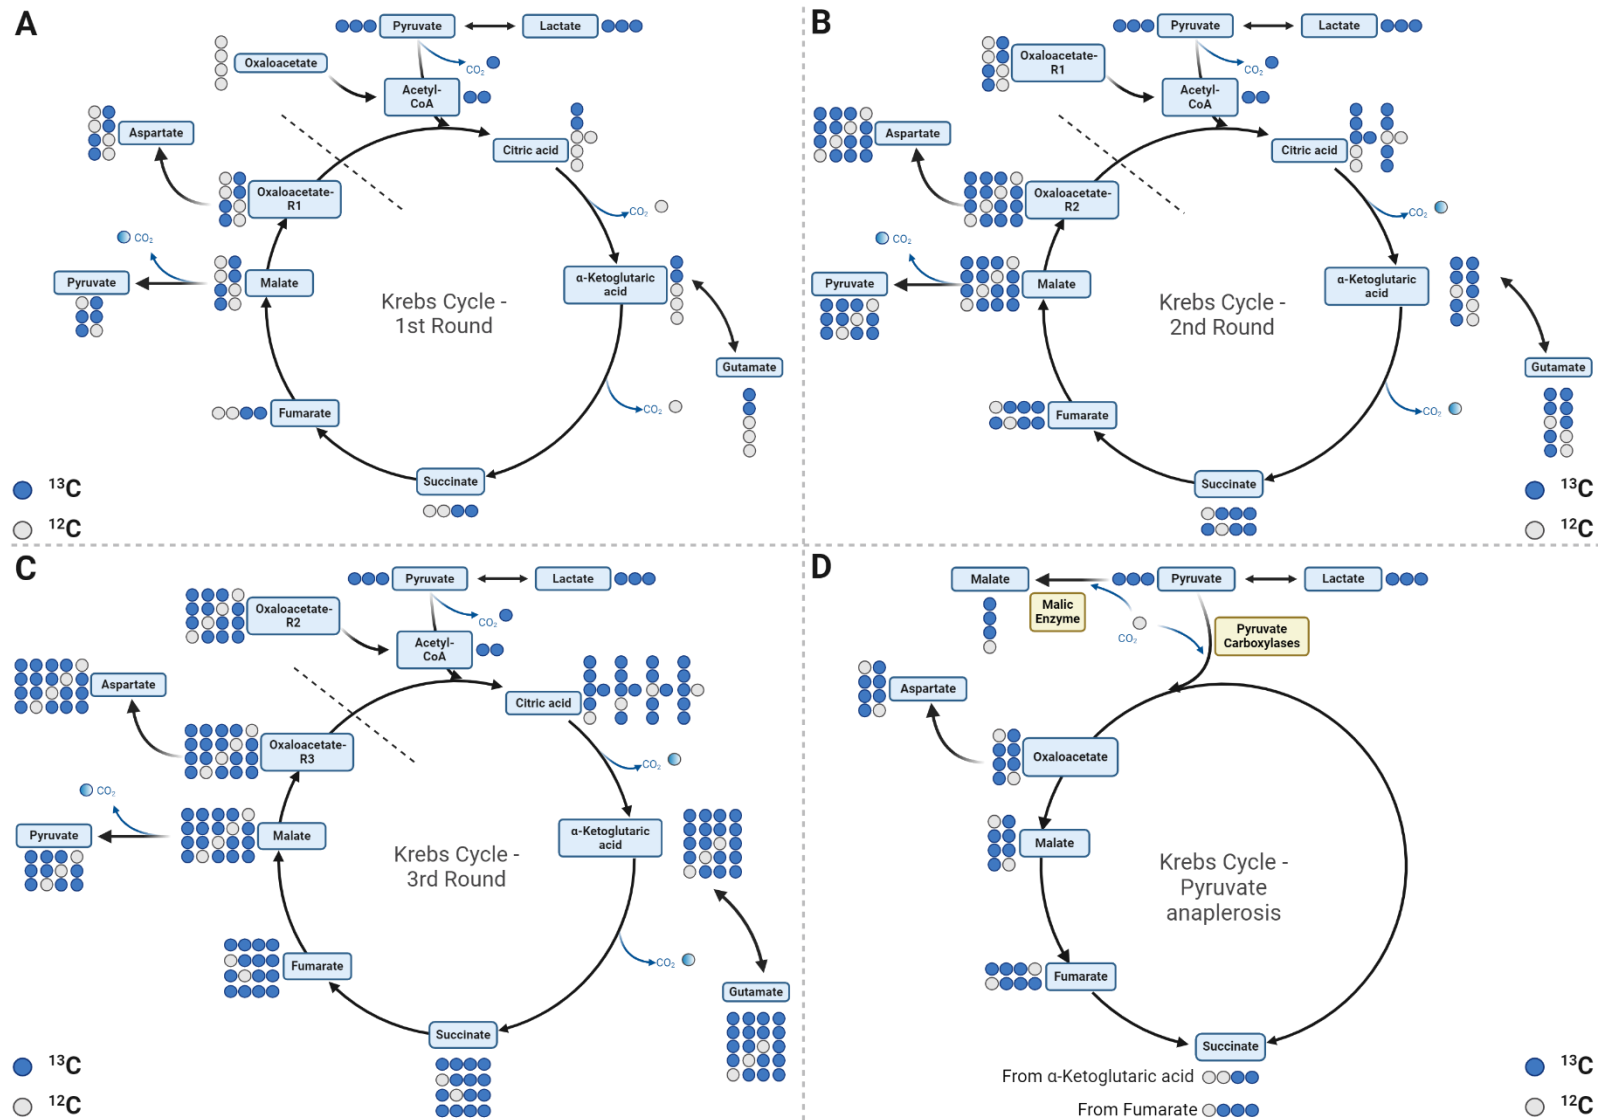 A
Pyruvate
Lactate
Oxaloacetate
CO2
Acetyl-
CoA
Aspartate
Citric acid
Oxaloacetate-
R1
CO2
CO2
Pyruvate
Malate
α-Ketoglutaric
acid
Krebs Cycle -
1st Round
Gutamate
CO2
Fumarate
Succinate
13C
12C
B
Pyruvate
Lactate
Oxaloacetate-
R1
CO2
Acetyl-
CoA
Aspartate
Citric acid
Oxaloacetate-
R2
CO2
CO2
Pyruvate
Malate
α-Ketoglutaric
acid
Krebs Cycle -
2nd Round
Gutamate
CO2
Fumarate
Succinate
13C
12C
C
Pyruvate
Lactate
Oxaloacetate-
R2
CO2
Acetyl-
CoA
Aspartate
Citric acid
Oxaloacetate-
R3
CO2
CO2
Pyruvate
Malate
α-Ketoglutaric
acid
Krebs Cycle -
3rd Round
CO2
Fumarate
Gutamate
Succinate
13C
12C
D
Malate
Pyruvate
Lactate
Malic
Enzyme
CO2
Pyruvate
Carboxylases
Aspartate
Oxaloacetate
Malate
Krebs Cycle -
Pyruvate
anaplerosis
Fumarate
Succinate
From α-Ketoglutaric acid
From Fumarate
13C
12C